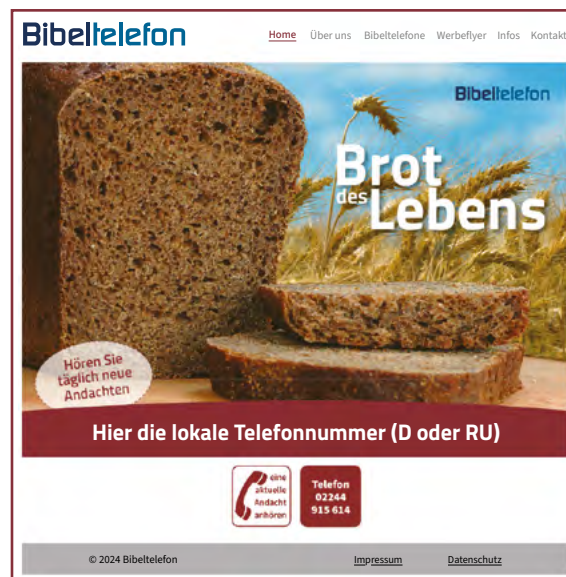 Bibeltelefon
Home Über uns Bibeltelefone Werbeflyer Infos Kontakt
Bibeltelefon
Brot
des
Lebens
Hören Sie
täglich neue
Andachten
Hier die lokale Telefonnummer (D oder RU)
eine
aktuelle
Andacht
anhören
Telefon
02244
915 614
© 2024 Bibeltelefon Impressum Datenschutz